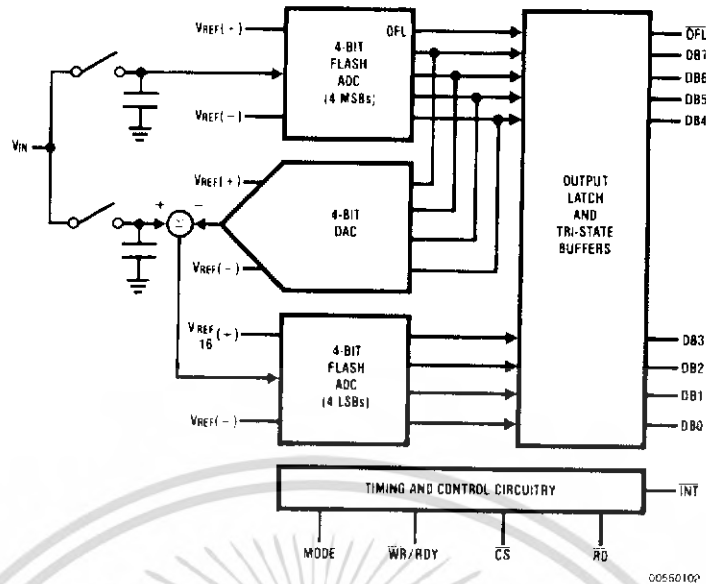 VREF(+)
4-BIT
FLASH
ADC
(4 MSBs)
OFL
VREF(−)
VIN
VREF(+)
4-BIT
DAC
VREF(−)
+
−
Σ
VREF(+)
16
4-BIT
FLASH
ADC
(4 LSBs)
VREF(−)
OUTPUT
LATCH
AND
TRI-STATE
BUFFERS
OFL
DB7
DB6
DB5
DB4
DB3
DB2
DB1
DB0
TIMING AND CONTROL CIRCUITRY
INT
MODE
WR/RDY
CS
RD
00550102